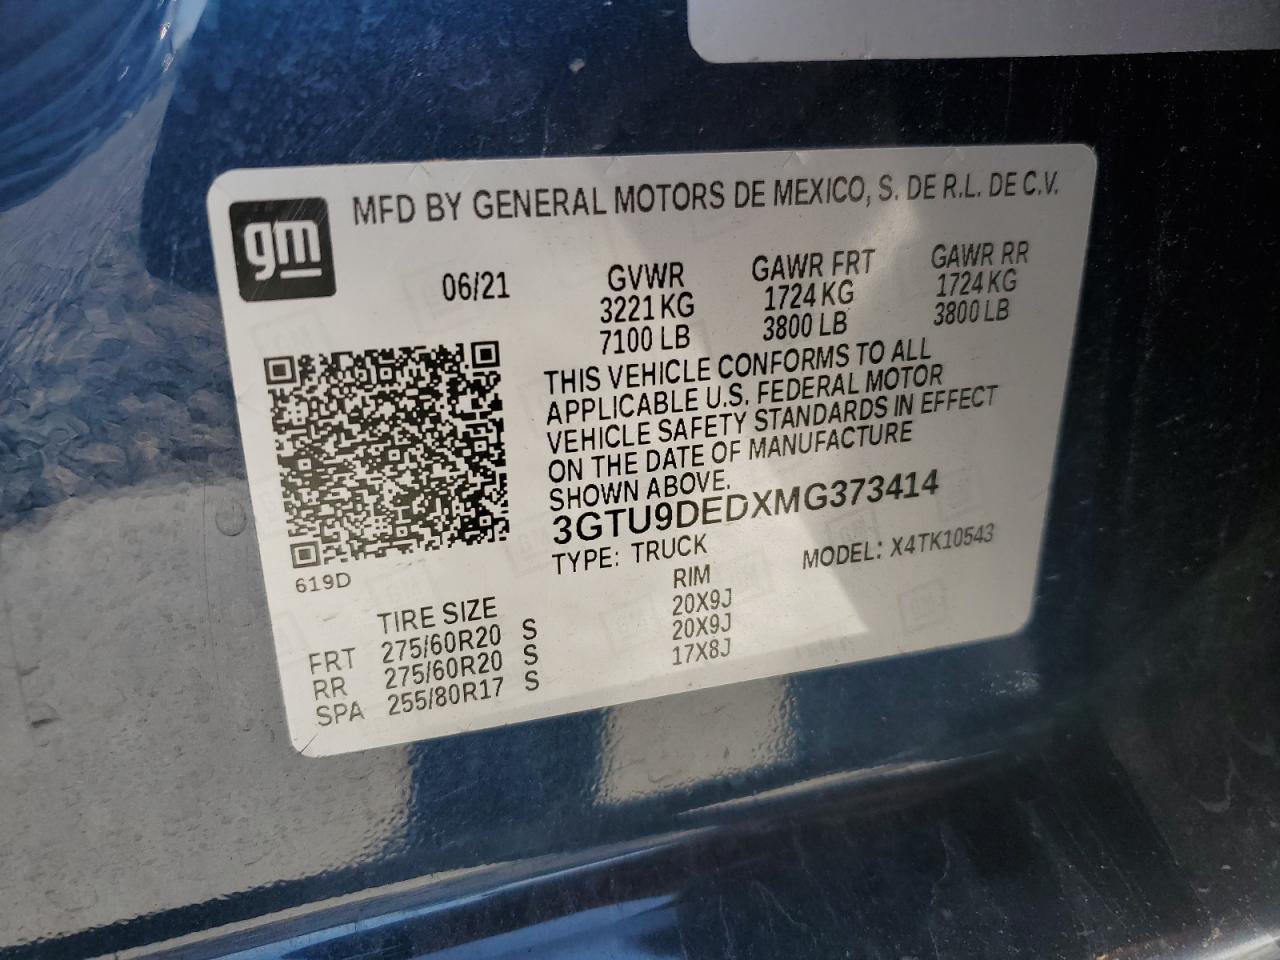 gm
MFD BY GENERAL MOTORS DE MEXICO, S. DE R.L. DE C.V.
06/21 GVWR GAWR FRT GAWR RR
3221 KG 1724 KG 1724 KG
7100 LB 3800 LB 3800 LB
THIS VEHICLE CONFORMS TO ALL
APPLICABLE U.S. FEDERAL MOTOR
VEHICLE SAFETY STANDARDS IN EFFECT
ON THE DATE OF MANUFACTURE
SHOWN ABOVE.
3GTU9DEDXMG373414
TYPE: TRUCK MODEL: X4TK10543
619D
TIRE SIZE RIM
FRT 275/60R20 S 20X9J
RR 275/60R20 S 20X9J
SPA 255/80R17 S 17X8J